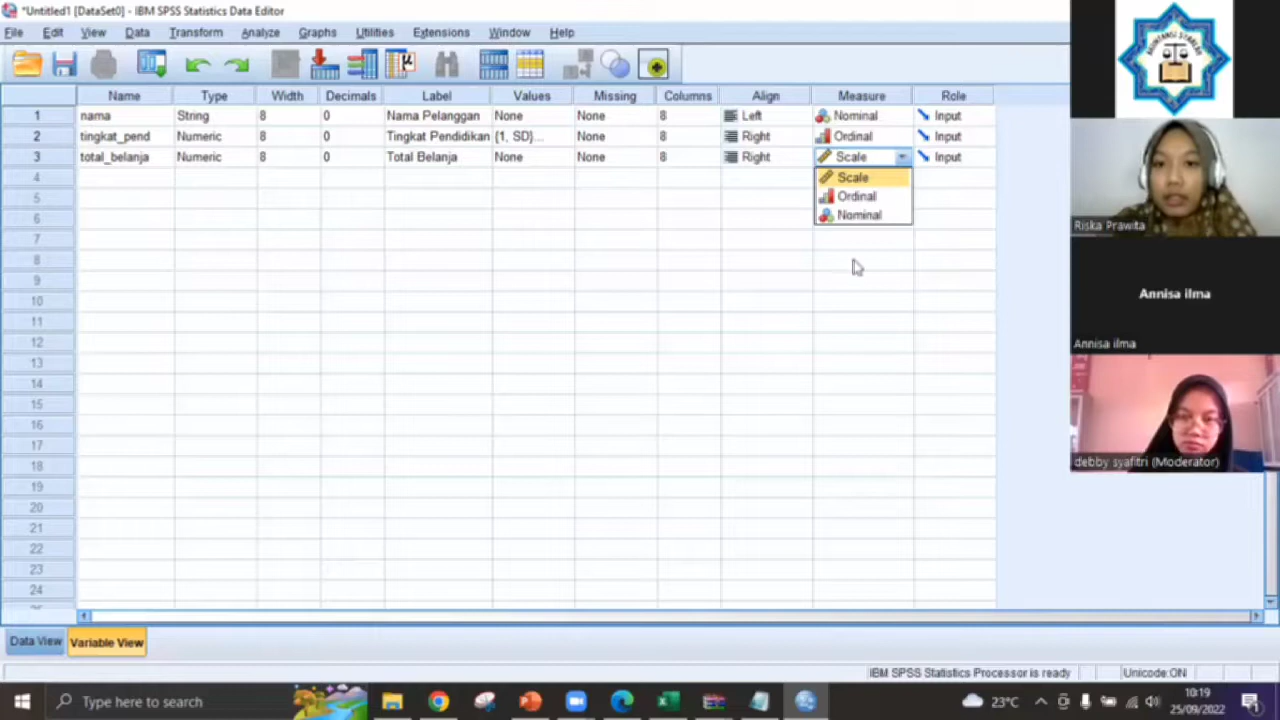 *Untitled1 [DataSet0] - IBM SPSS Statistics Data Editor
File Edit View Data Transform Analyze Graphs Utilities Extensions Window Help
Name Type Width Decimals Label Values Missing Columns Align Measure Role
1 nama String 8 0 Nama Pelanggan None None 8 Left Nominal Input
2 tingkat_pend Numeric 8 0 Tingkat Pendidikan {1, SD}... None 8 Right Ordinal Input
3 total_belanja Numeric 8 0 Total Belanja None None 8 Right Scale Input
4 Scale
5 Ordinal
6 Nominal
7
8
9
10
11
12
13
14
15
16
17
18
19
20
21
22
23
24
Data View Variable View
IBM SPSS Statistics Processor is ready Unicode:ON
Type here to search
23°C
10:19
25/09/2022
Riska Prawita
Annisa ilma
Annisa ilma
debby syafitri (Moderator)